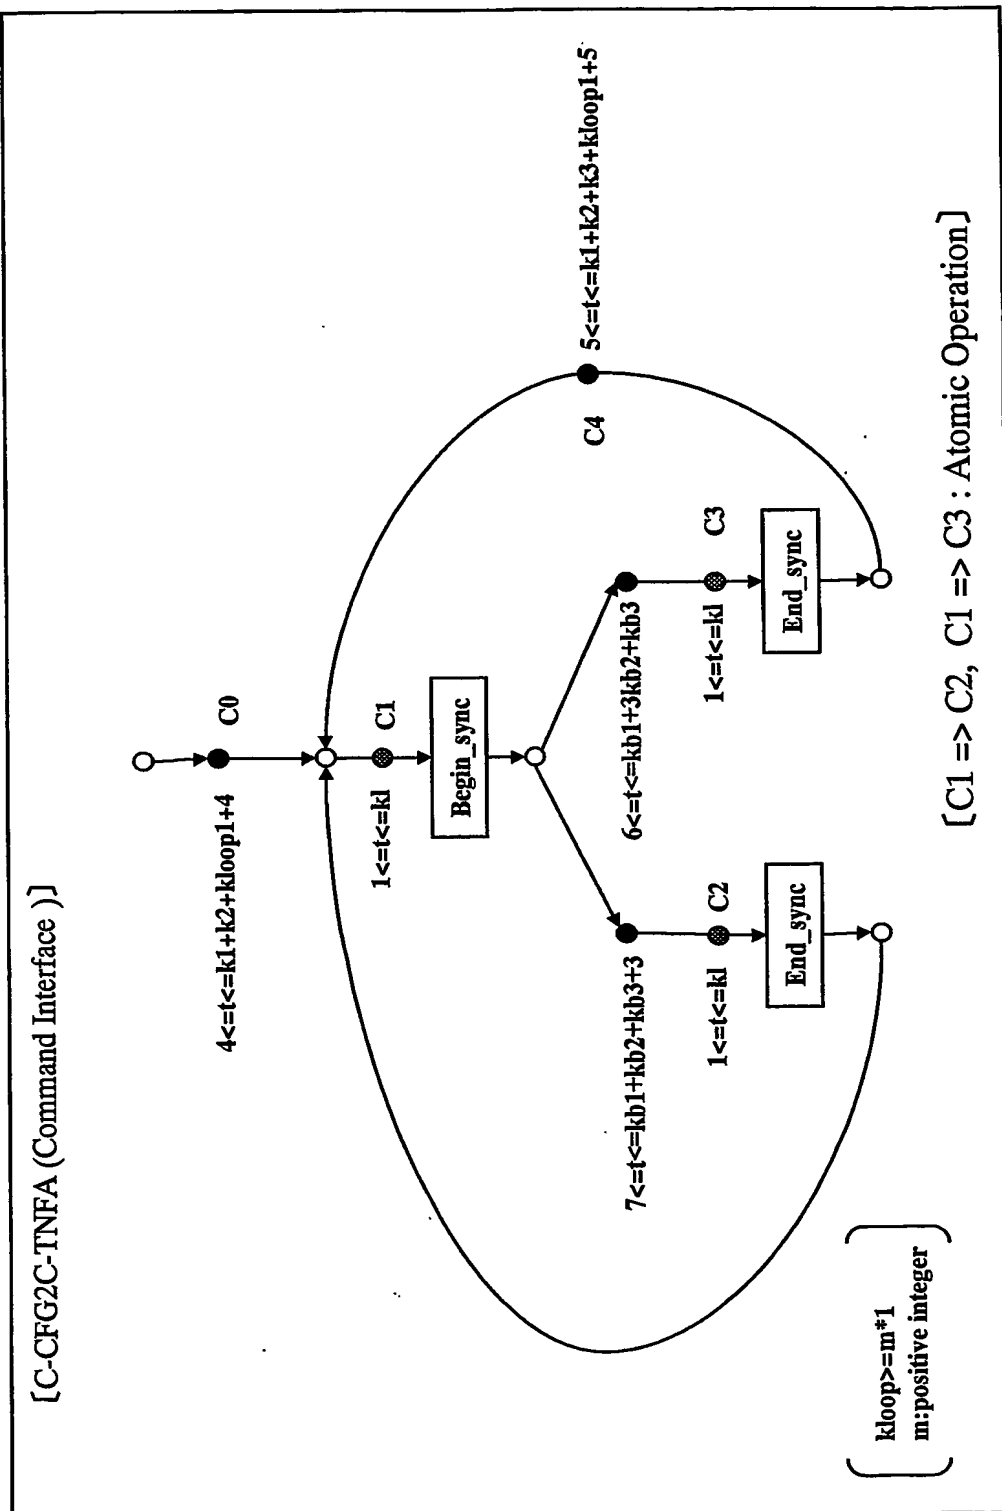 [C-CFG2C-TNFA (Command Interface )]
4<=t<=k1+k2+kloop1+4
C0
1<=t<=kl
C1
Begin_sync
5<=t<=k1+k2+k3+kloop1+5
C4
7<=t<=kb1+kb2+kb3+3
6<=t<=kb1+3kb2+kb3
1<=t<=kl
C2
1<=t<=kl
C3
End_sync
End_sync
kloop>=m*1
m:positive integer
[C1 => C2, C1 => C3 : Atomic Operation]